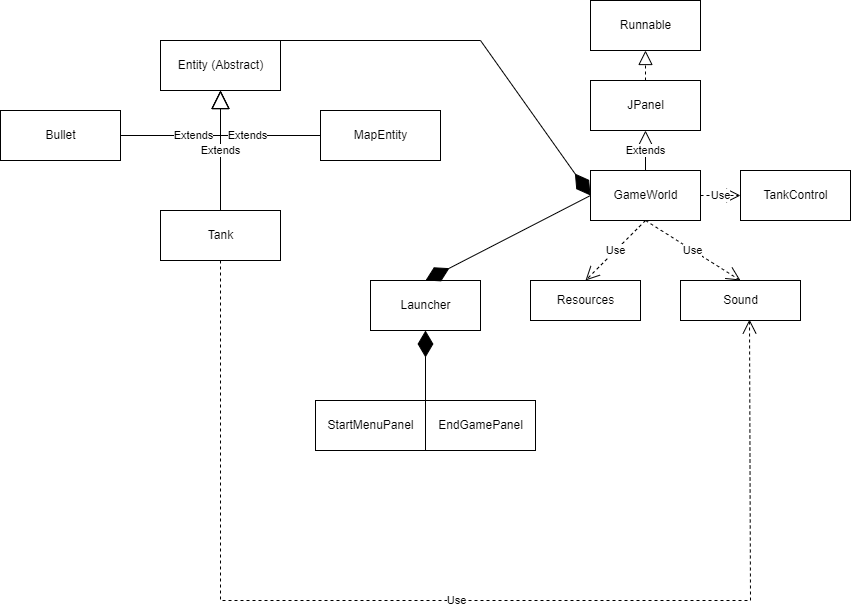 Runnable
Entity (Abstract)
JPanel
Bullet
Extends
Extends
MapEntity
Extends
Extends
GameWorld
Use
TankControl
Tank
Use
Use
Launcher
Resources
Sound
StartMenuPanel
EndGamePanel
Use